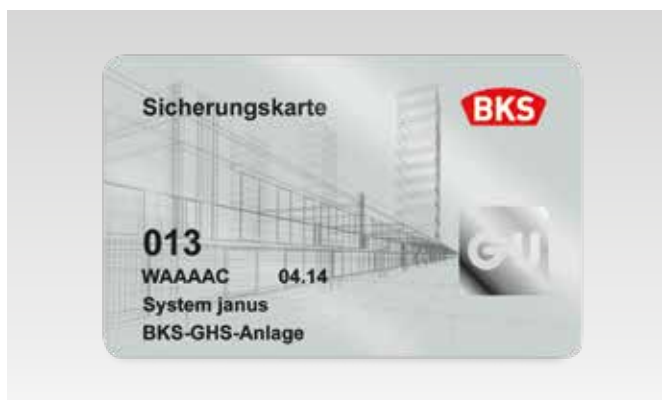 Sicherungskarte
BKS
013
GU
WAAAAC 04.14
System janus
BKS-GHS-Anlage